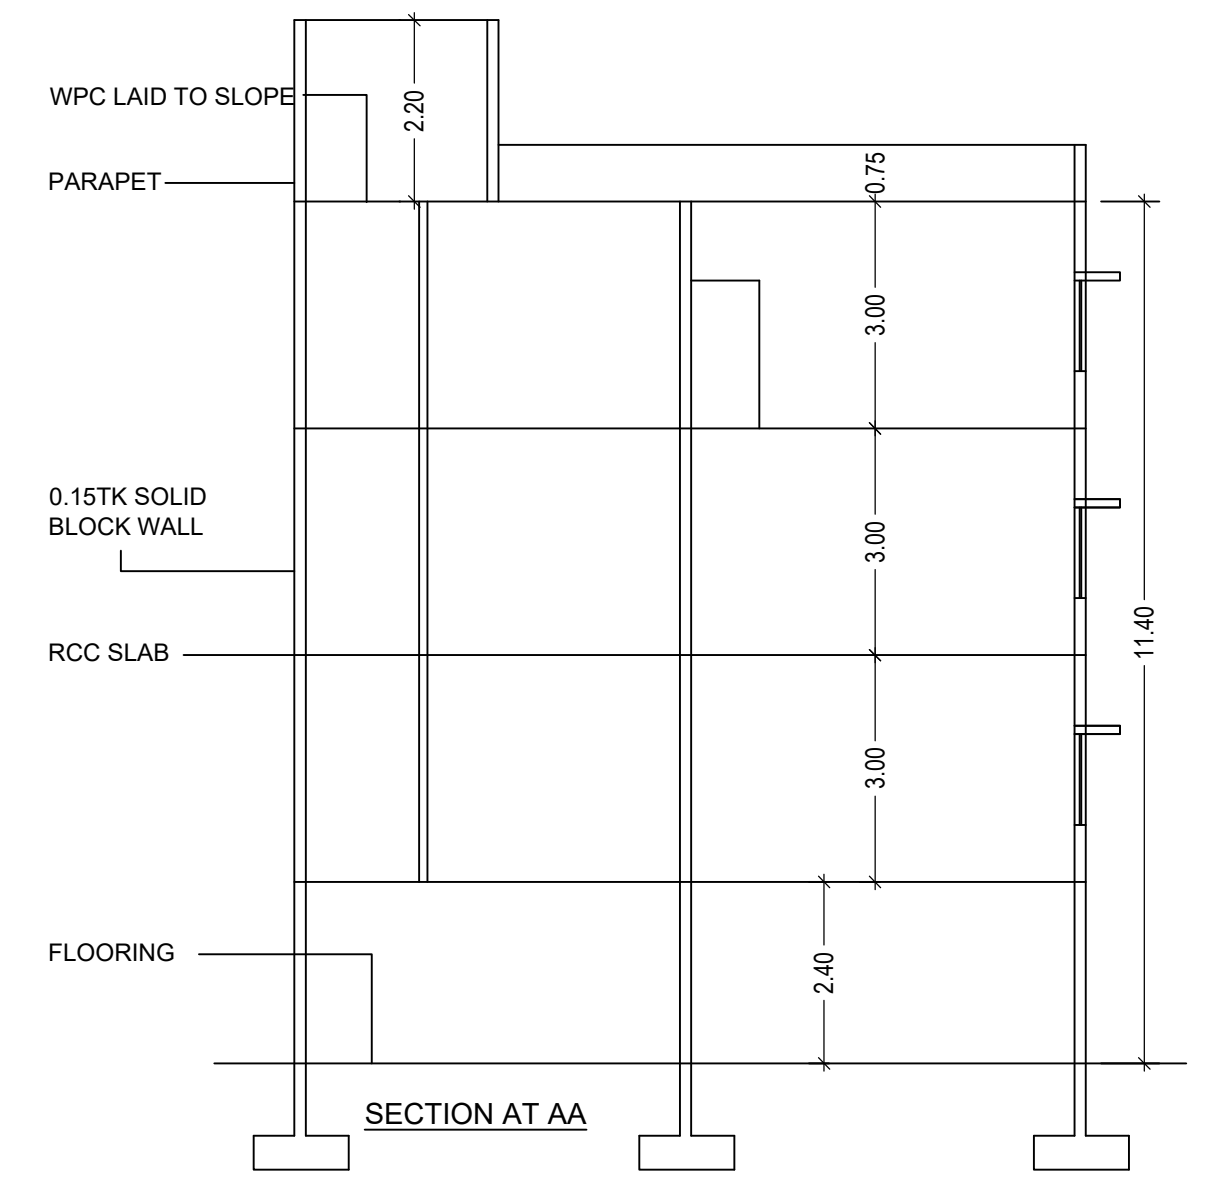 2.20
WPC LAID TO SLOPE
0.75
PARAPET
3.00
0.15TK SOLID
BLOCK WALL
3.00
11.40
RCC SLAB
3.00
FLOORING
2.40
SECTION AT AA